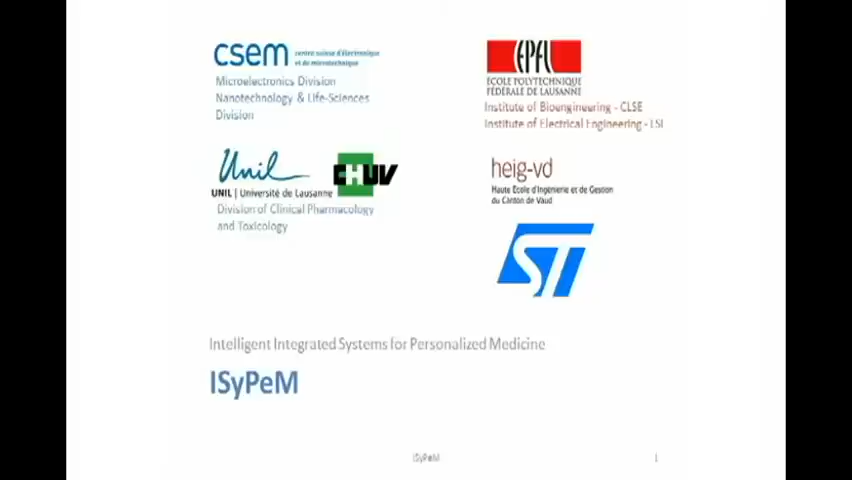 csem centre suisse d'électronique
et de microtechnique
Microelectronics Division
Nanotechnology & Life-Sciences
Division
EPFL
ÉCOLE POLYTECHNIQUE
FÉDÉRALE DE LAUSANNE
Institute of Bioengineering - CLSE
Institute of Electrical Engineering - LSI
Unil
UNIL | Université de Lausanne
CHUV
Division of Clinical Pharmacology
and Toxicology
heig-vd
Haute Ecole d'Ingénierie et de Gestion
du Canton de Vaud
ST
Intelligent Integrated Systems for Personalized Medicine
ISyPeM
ISyPeM
1